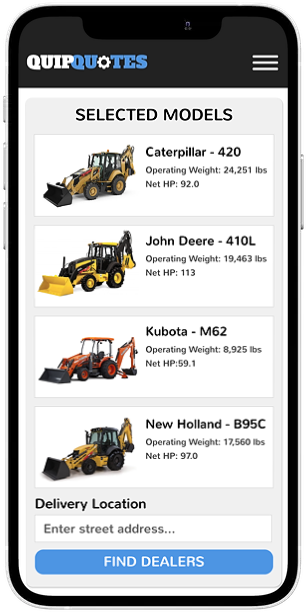 QUIPQUOTES
SELECTED MODELS
Caterpillar - 420
Operating Weight: 24,251 lbs
Net HP: 92.0
John Deere - 410L
Operating Weight: 19,463 lbs
Net HP: 113
Kubota - M62
Operating Weight: 8,925 lbs
Net HP:59.1
New Holland - B95C
Operating Weight: 17,560 lbs
Net HP: 97.0
Delivery Location
Enter street address...
FIND DEALERS